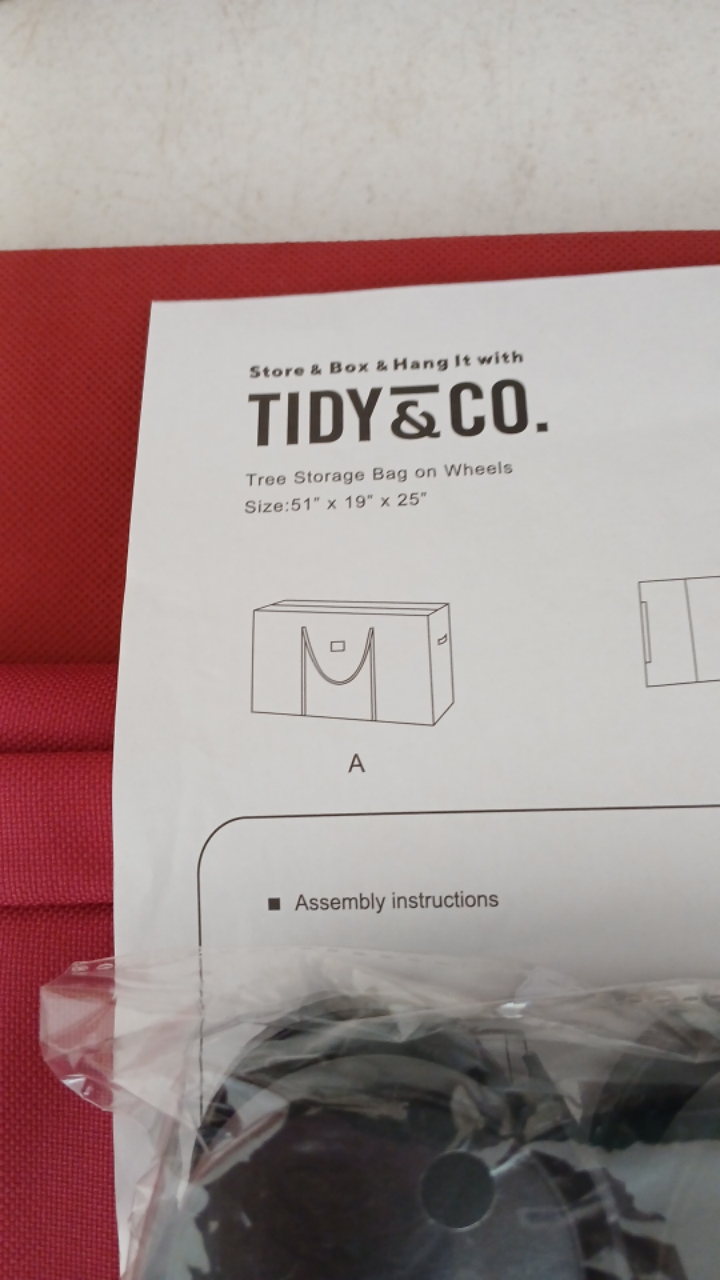 Store & Box & Hang It with
TIDY & CO.
Tree Storage Bag on Wheels
Size:51" x 19" x 25"
A
■ Assembly instructions